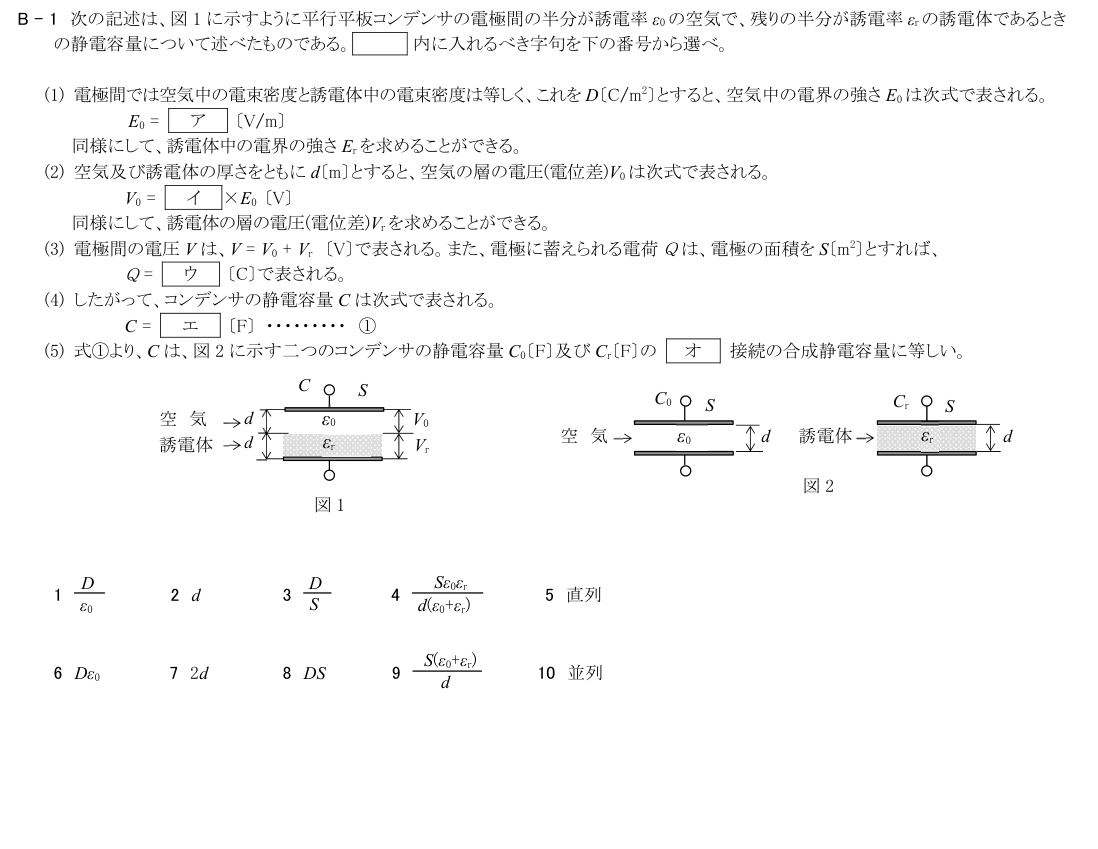 B－1 次の記述は、図1に示すように平行平板コンデンサの電極間の半分が誘電率 ε0 の空気で、残りの半分が誘電率 εr の誘電体であるとき
の静電容量について述べたものである。　　　内に入れるべき字句を下の番号から選べ。
(1) 電極間では空気中の電束密度と誘電体中の電束密度は等しく、これを D〔C/m²〕とすると、空気中の電界の強さ E0 は次式で表される。
E0 = ア 〔V/m〕
同様にして、誘電体中の電界の強さ Er を求めることができる。
(2) 空気及び誘電体の厚さをともに d〔m〕とすると、空気の層の電圧(電位差)V0 は次式で表される。
V0 = イ ×E0 〔V〕
同様にして、誘電体の層の電圧(電位差)Vr を求めることができる。
(3) 電極間の電圧 V は、V = V0 + Vr 〔V〕で表される。また、電極に蓄えられる電荷 Q は、電極の面積を S〔m²〕とすれば、
Q = ウ 〔C〕で表される。
(4) したがって、コンデンサの静電容量 C は次式で表される。
C = エ 〔F〕 ・・・・・・・・・ ①
(5) 式①より、C は、図2に示す二つのコンデンサの静電容量 C0〔F〕及び Cr〔F〕の オ 接続の合成静電容量に等しい。
C S
空 気 →d ε0 V0
誘電体 →d εr Vr
図1
C0 S
空 気 → ε0 d
Cr S
誘電体→ εr d
図2
1 D/ε0 2 d 3 D/S 4 Sε0εr/d(ε0+εr) 5 直列
6 Dε0 7 2d 8 DS 9 S(ε0+εr)/d 10 並列